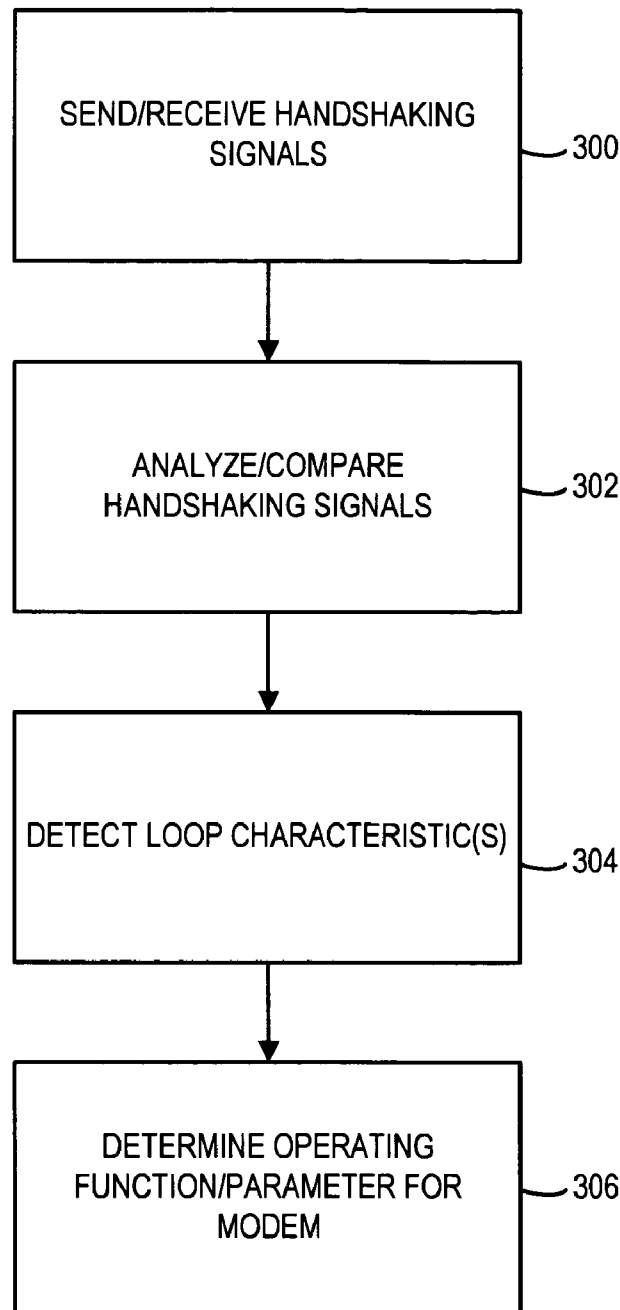 SEND/RECEIVE HANDSHAKING
SIGNALS
300
ANALYZE/COMPARE
HANDSHAKING SIGNALS
302
DETECT LOOP CHARACTERISTIC(S)
304
DETERMINE OPERATING
FUNCTION/PARAMETER FOR
MODEM
306